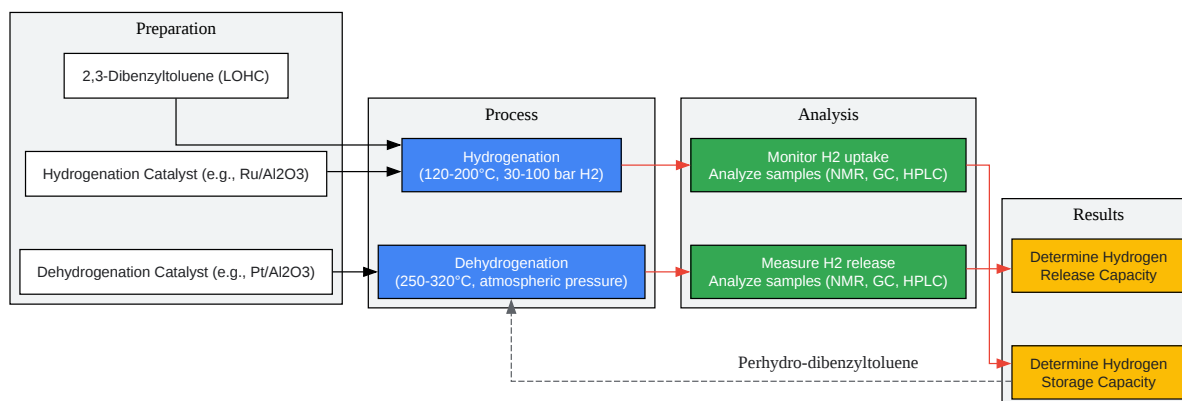 Preparation
2,3-Dibenzyltoluene (LOHC)
Hydrogenation Catalyst (e.g., Ru/Al2O3)
Dehydrogenation Catalyst (e.g., Pt/Al2O3)
Process
Hydrogenation
(120-200°C, 30-100 bar H2)
Dehydrogenation
(250-320°C, atmospheric pressure)
Analysis
Monitor H2 uptake
Analyze samples (NMR, GC, HPLC)
Measure H2 release
Analyze samples (NMR, GC, HPLC)
Results
Determine Hydrogen
Release Capacity
Determine Hydrogen
Storage Capacity
Perhydro-dibenzyltoluene